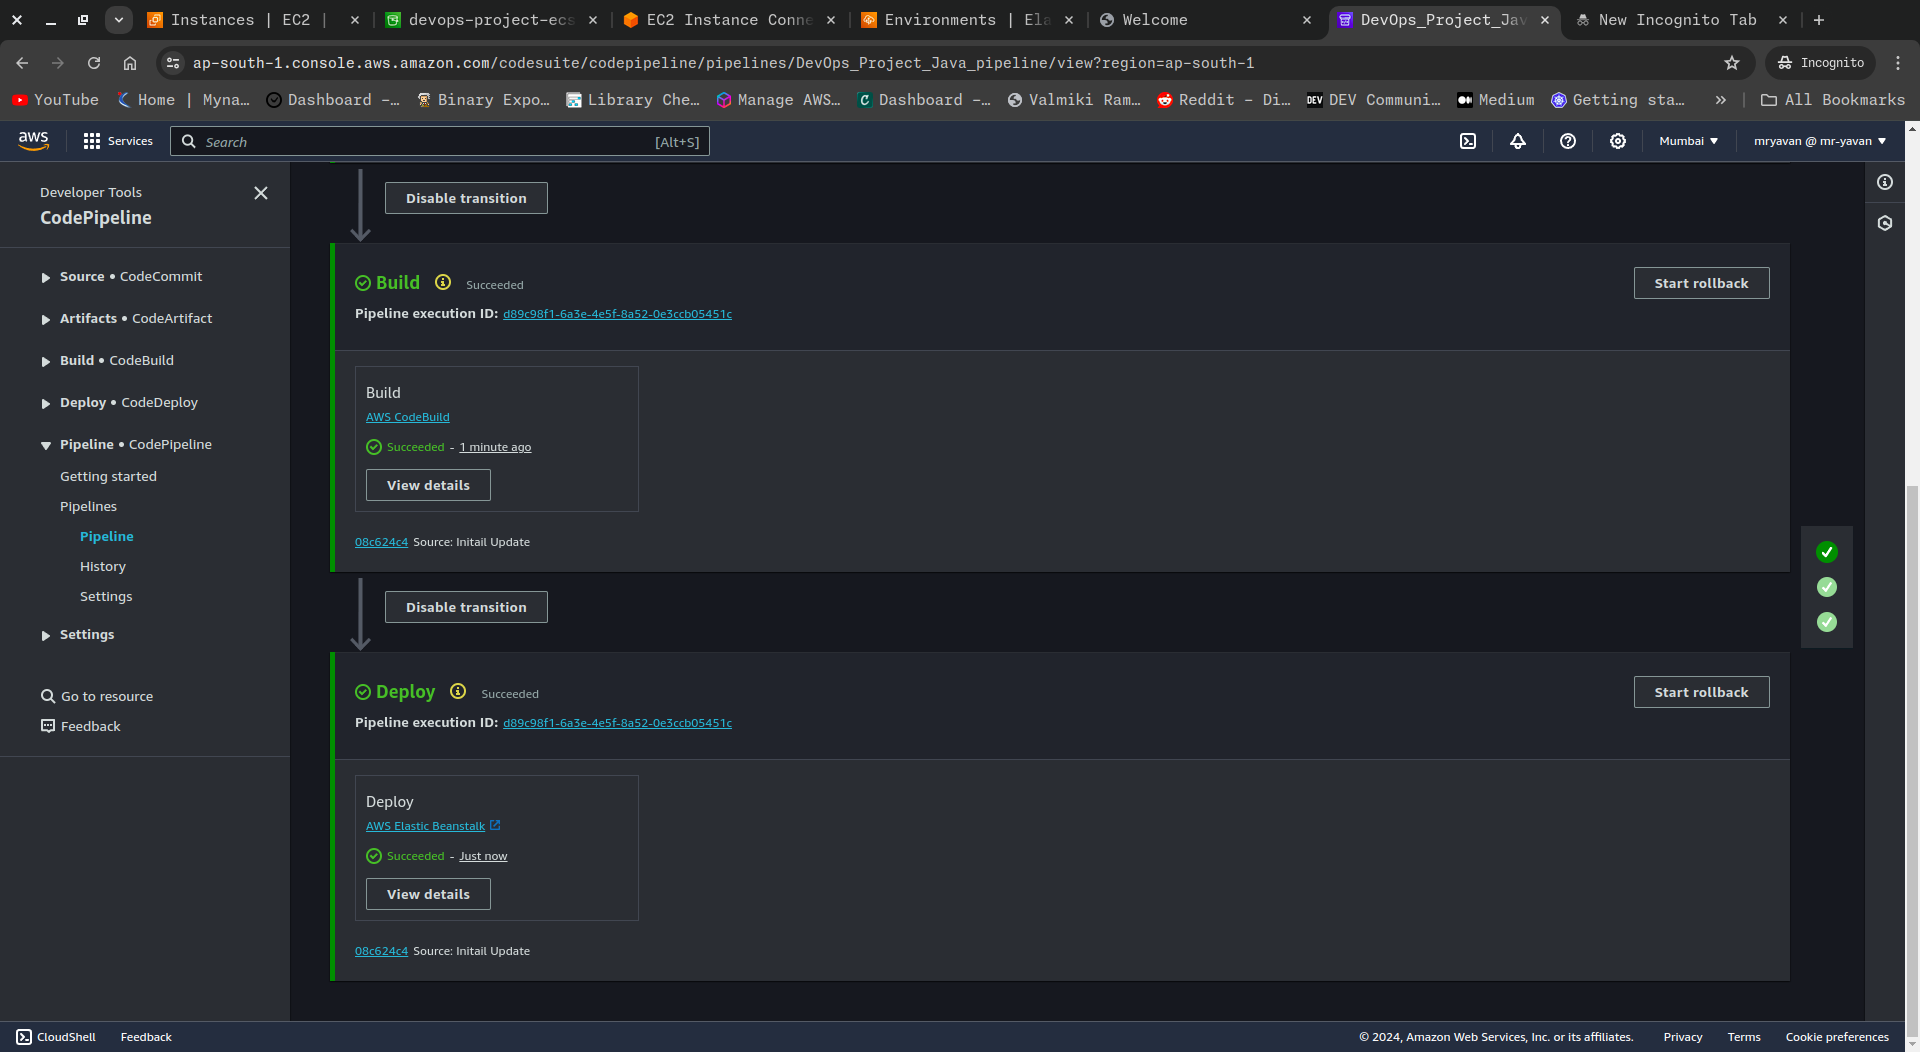 Instances | EC2 |
devops-project-ecs
EC2 Instance Conne
Environments | Ela
Welcome
DevOps_Project_Jav
New Incognito Tab
ap-south-1.console.aws.amazon.com/codesuite/codepipeline/pipelines/DevOps_Project_Java_pipeline/view?region=ap-south-1
Incognito
YouTube
Home | Myna...
Dashboard –...
Binary Expo...
Library Che...
Manage AWS...
Dashboard –...
Valmiki Ram...
Reddit - Di...
DEV
DEV Communi...
Medium
Getting sta...
»
All Bookmarks
aws
Services
Search
[Alt+S]
Mumbai
mryavan @ mr-yavan
Developer Tools
CodePipeline
Source • CodeCommit
Artifacts • CodeArtifact
Build • CodeBuild
Deploy • CodeDeploy
Pipeline • CodePipeline
Getting started
Pipelines
Pipeline
History
Settings
Settings
Go to resource
Feedback
Disable transition
Build
Succeeded
Start rollback
Pipeline execution ID: d89c98f1-6a3e-4e5f-8a52-0e3ccb05451c
Build
AWS CodeBuild
Succeeded - 1 minute ago
View details
08c624c4 Source: Initail Update
Disable transition
Deploy
Succeeded
Start rollback
Pipeline execution ID: d89c98f1-6a3e-4e5f-8a52-0e3ccb05451c
Deploy
AWS Elastic Beanstalk
Succeeded - Just now
View details
08c624c4 Source: Initail Update
CloudShell
Feedback
© 2024, Amazon Web Services, Inc. or its affiliates.
Privacy
Terms
Cookie preferences